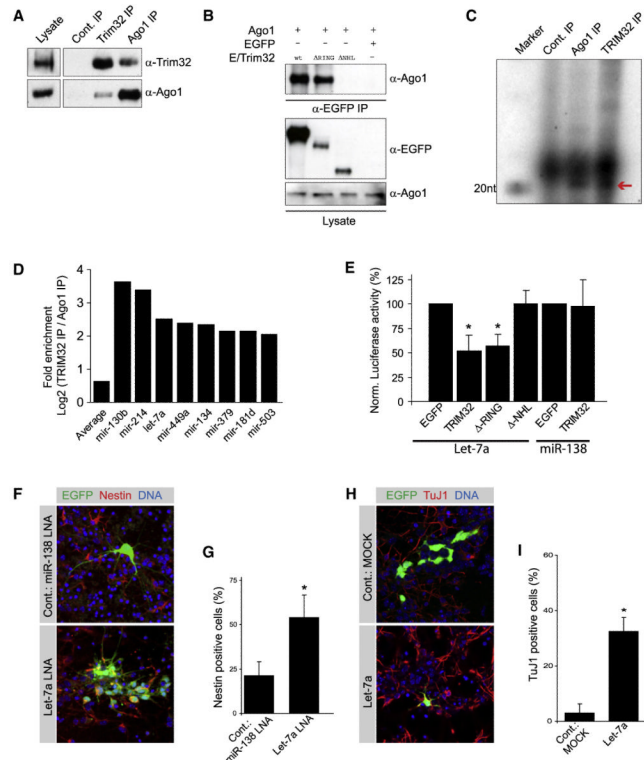 A
Lysate
Cont. IP
Trim32 IP
Ago1 IP
α-Trim32
α-Ago1
B
Ago1 + + + +
EGFP - - - +
E/Trim32 wt ΔRING ΔNHL -
α-Ago1
α-EGFP IP
α-EGFP
α-Ago1
Lysate
C
Marker
Cont. IP
Ago1 IP
TRIM32 IP
20nt
D
Fold enrichment
Log2 (TRIM32 IP / Ago1 IP)
4
3
2
1
0
Average
mir-130b
mir-214
let-7a
mir-449a
mir-134
mir-379
mir-181d
mir-503
E
Norm. Luciferase activity (%)
125
100
75
50
25
0
* *
EGFP
TRIM32
Δ-RING
Δ-NHL
EGFP
TRIM32
Let-7a
miR-138
F
EGFP Nestin DNA
Cont.: miR-138 LNA
Let-7a LNA
G
Nestin positive cells (%)
75
50
25
0
*
Cont.:
miR-138 LNA
Let-7a LNA
H
EGFP TuJ1 DNA
Cont.: MOCK
Let-7a
I
TuJ1 positive cells (%)
60
40
20
0
*
Cont.:
MOCK
Let-7a